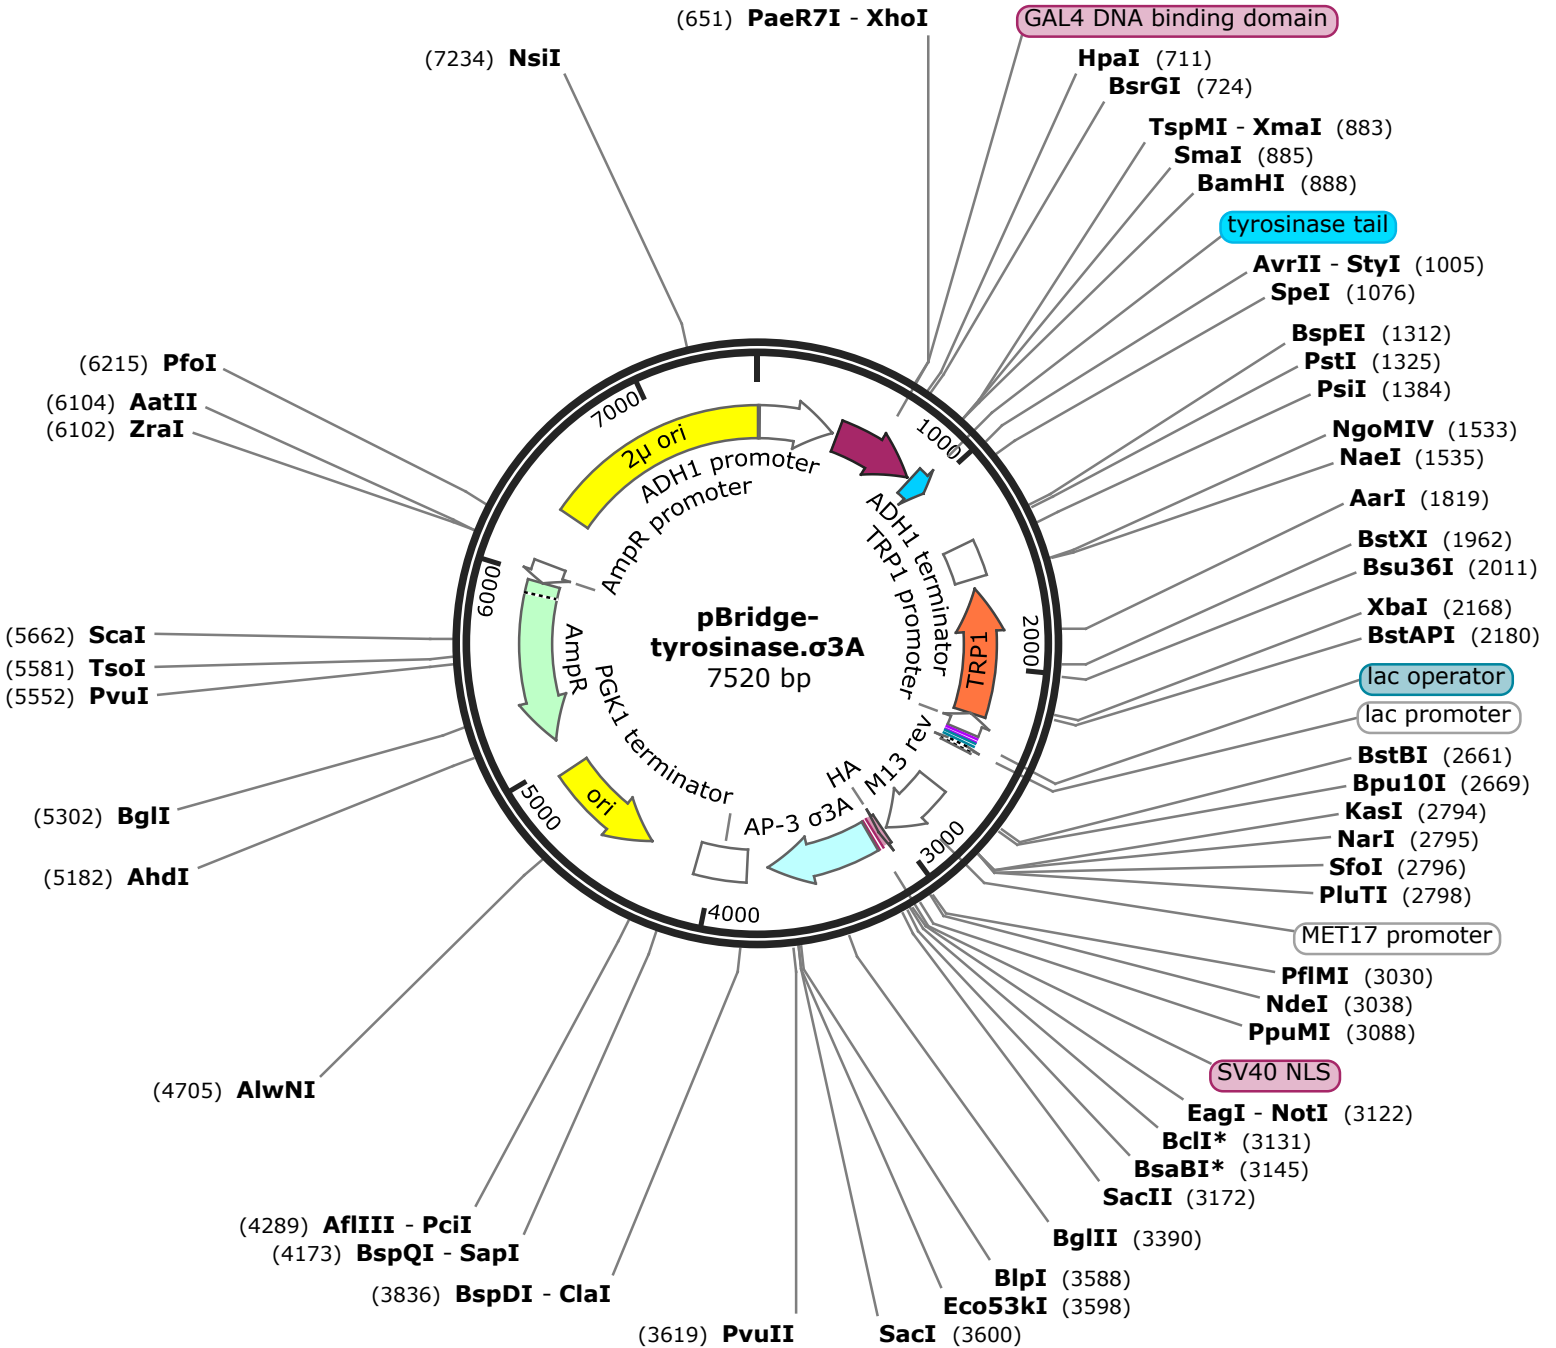 (651) PaeR7I - XhoI
GAL4 DNA binding domain
(7234) NsiI
HpaI (711)
BsrGI (724)
TspMI - XmaI (883)
SmaI (885)
BamHI (888)
tyrosinase tail
AvrII - StyI (1005)
SpeI (1076)
BspEI (1312)
PstI (1325)
PsiI (1384)
NgoMIV (1533)
NaeI (1535)
AarI (1819)
BstXI (1962)
Bsu36I (2011)
XbaI (2168)
BstAPI (2180)
lac operator
lac promoter
BstBI (2661)
Bpu10I (2669)
KasI (2794)
NarI (2795)
SfoI (2796)
PluTI (2798)
MET17 promoter
PflMI (3030)
NdeI (3038)
PpuMI (3088)
SV40 NLS
EagI - NotI (3122)
BclI* (3131)
BsaBI* (3145)
SacII (3172)
BglII (3390)
BlpI (3588)
Eco53kI (3598)
SacI (3600)
(3619) PvuII
(3836) BspDI - ClaI
(4173) BspQI - SapI
(4289) AflIII - PciI
(4705) AlwNI
(5182) AhdI
(5302) BglI
(5552) PvuI
(5581) TsoI
(5662) ScaI
(6102) ZraI
(6104) AatII
(6215) PfoI
1000
2000
3000
4000
5000
6000
7000
2μ ori
ADH1 promoter
AmpR promoter
ADH1 terminator
TRP1 promoter
TRP1
M13 rev
HA
AP-3 σ3A
PGK1 terminator
ori
AmpR
pBridge-
tyrosinase.σ3A
7520 bp